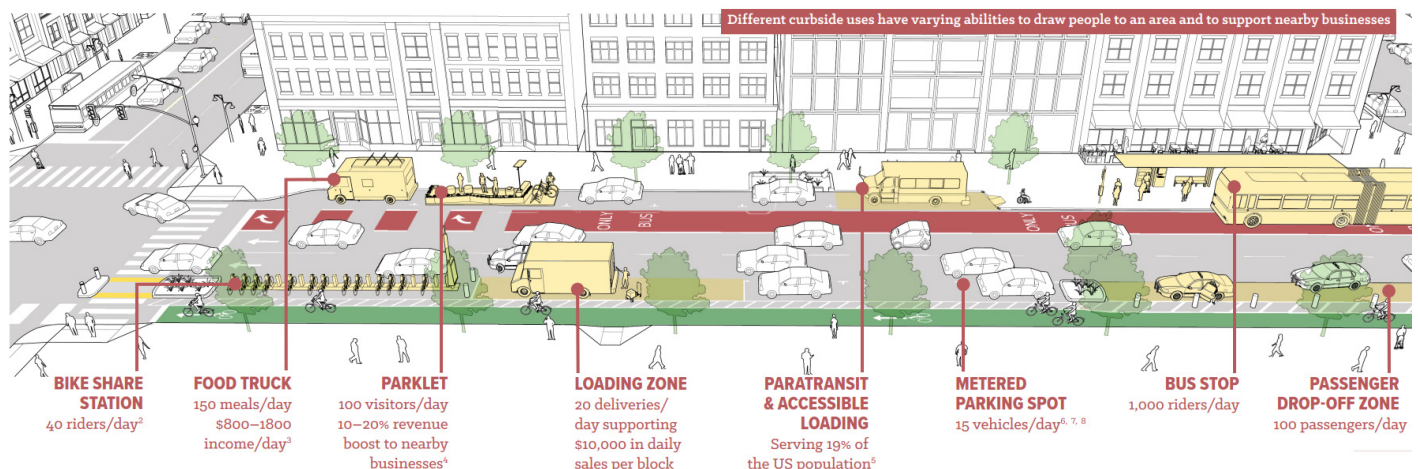 Different curbside uses have varying abilities to draw people to an area and to support nearby businesses
ONLY
BUS
ONLY
BUS
BIKE SHARE
STATION
40 riders/day²
FOOD TRUCK
150 meals/day
$800–1800
income/day³
PARKLET
100 visitors/day
10–20% revenue
boost to nearby
businesses⁴
LOADING ZONE
20 deliveries/
day supporting
$10,000 in daily
sales per block
PARATRANSIT
& ACCESSIBLE
LOADING
Serving 19% of
the US population⁵
METERED
PARKING SPOT
15 vehicles/day⁶, ⁷, ⁸
BUS STOP
1,000 riders/day
PASSENGER
DROP-OFF ZONE
100 passengers/day